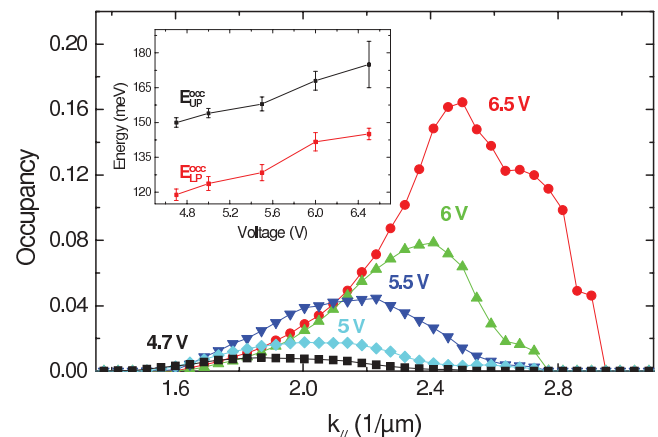 0.20
0.16
0.12
0.08
0.04
0.00
Occupancy
1.6
2.0
2.4
2.8
k// (1/μm)
6.5 V
6 V
5.5 V
5 V
4.7 V
180
165
150
135
120
Energy (meV)
4.8
5.2
5.6
6.0
6.4
Voltage (V)
E^occ_UP
E^occ_LP